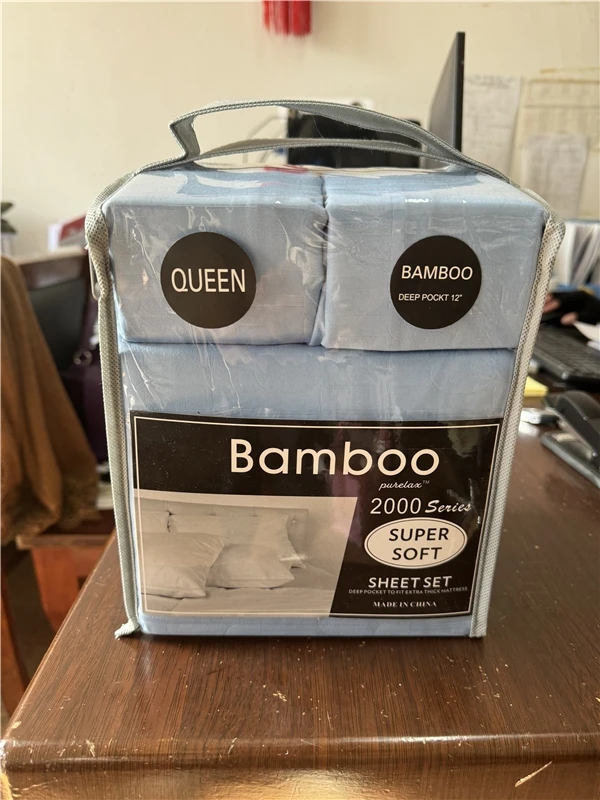 QUEEN
BAMBOO
DEEP POCKT 12"
Bamboo
purelax™
2000 Series
SUPER
SOFT
SHEET SET
DEEP POCKET TO FIT EXTRA THICK MATTRESS
MADE IN CHINA